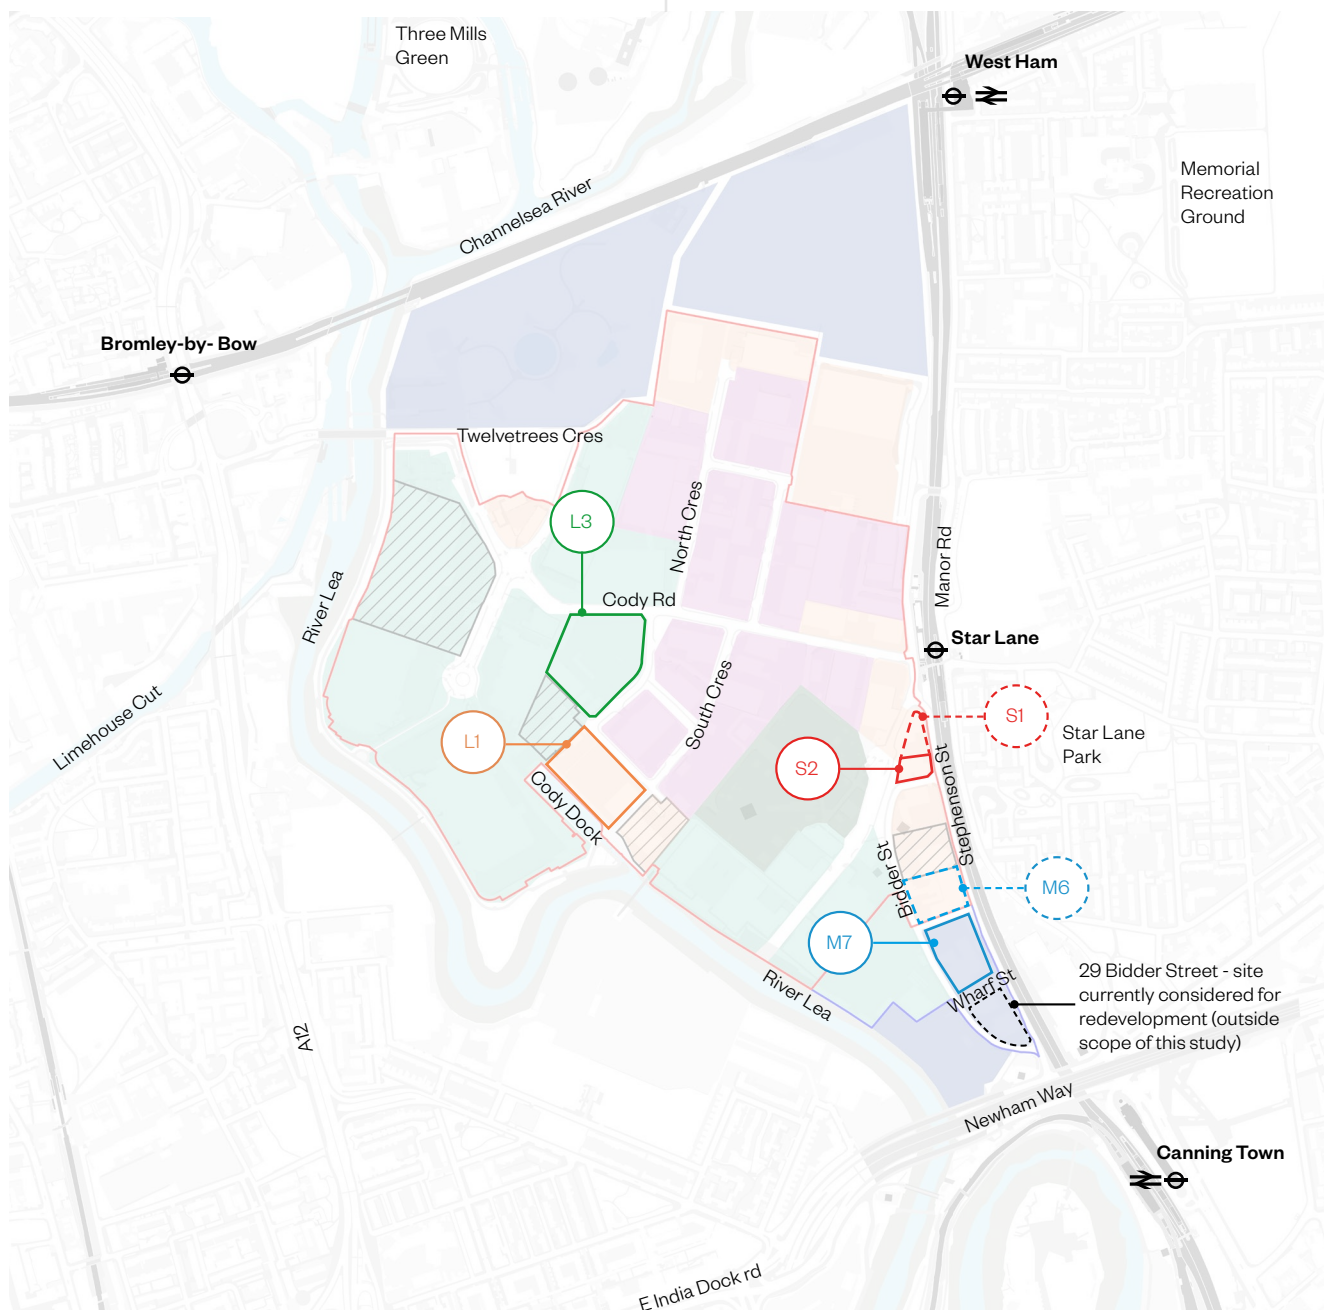 Three Mills
Green
West Ham
Memorial
Recreation
Ground
Channelsea River
Bromley-by- Bow
Twelvetrees Cres
L3
North Cres
Manor Rd
River Lea
Cody Rd
Star Lane
Limehouse Cut
South Cres
S1
Star Lane
Park
L1
S2
Cody Dock
Stephenson St
Bidder St
M6
M7
River Lea
Wharf St
29 Bidder Street - site
currently considered for
redevelopment (outside
scope of this study)
A12
Newham Way
Canning Town
E India Dock rd